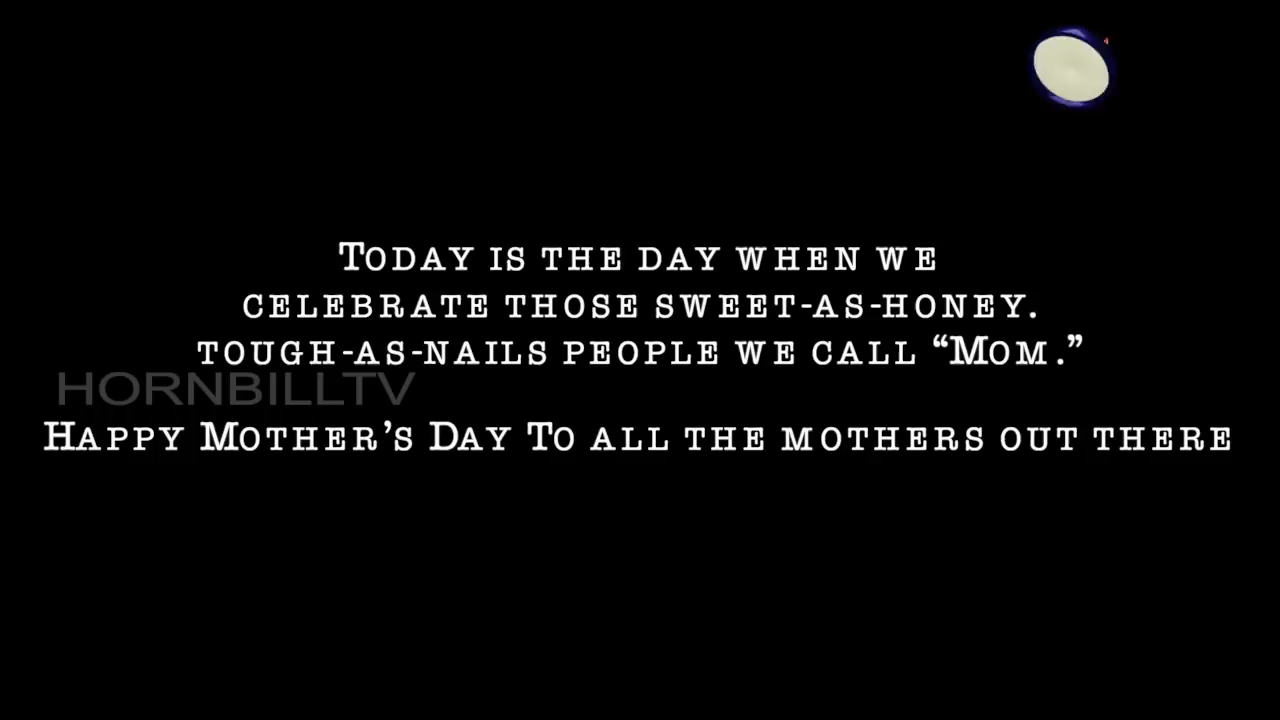 Today is the day when we
celebrate those sweet-as-honey.
tough-as-nails people we call “Mom.”
HORNBILLTV
Happy Mother’s Day To all the mothers out there